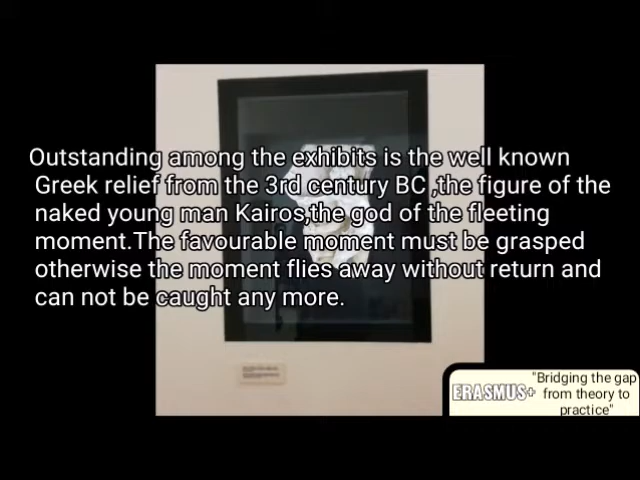 Outstanding among the exhibits is the well known
Greek relief from the 3rd century BC ,the figure of the
naked young man Kairos,the god of the fleeting
moment.The favourable moment must be grasped
otherwise the moment flies away without return and
can not be caught any more.
ERASMUS+
"Bridging the gap
from theory to
practice"